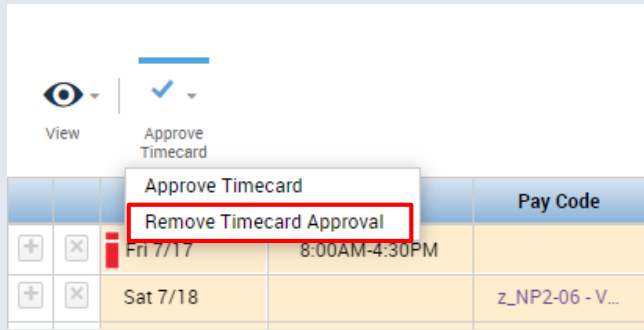 View
Approve
Timecard
Approve Timecard
Remove Timecard Approval
Pay Code
Fri 7/17 8:00AM-4:30PM
Sat 7/18 z_NP2-06 - V...